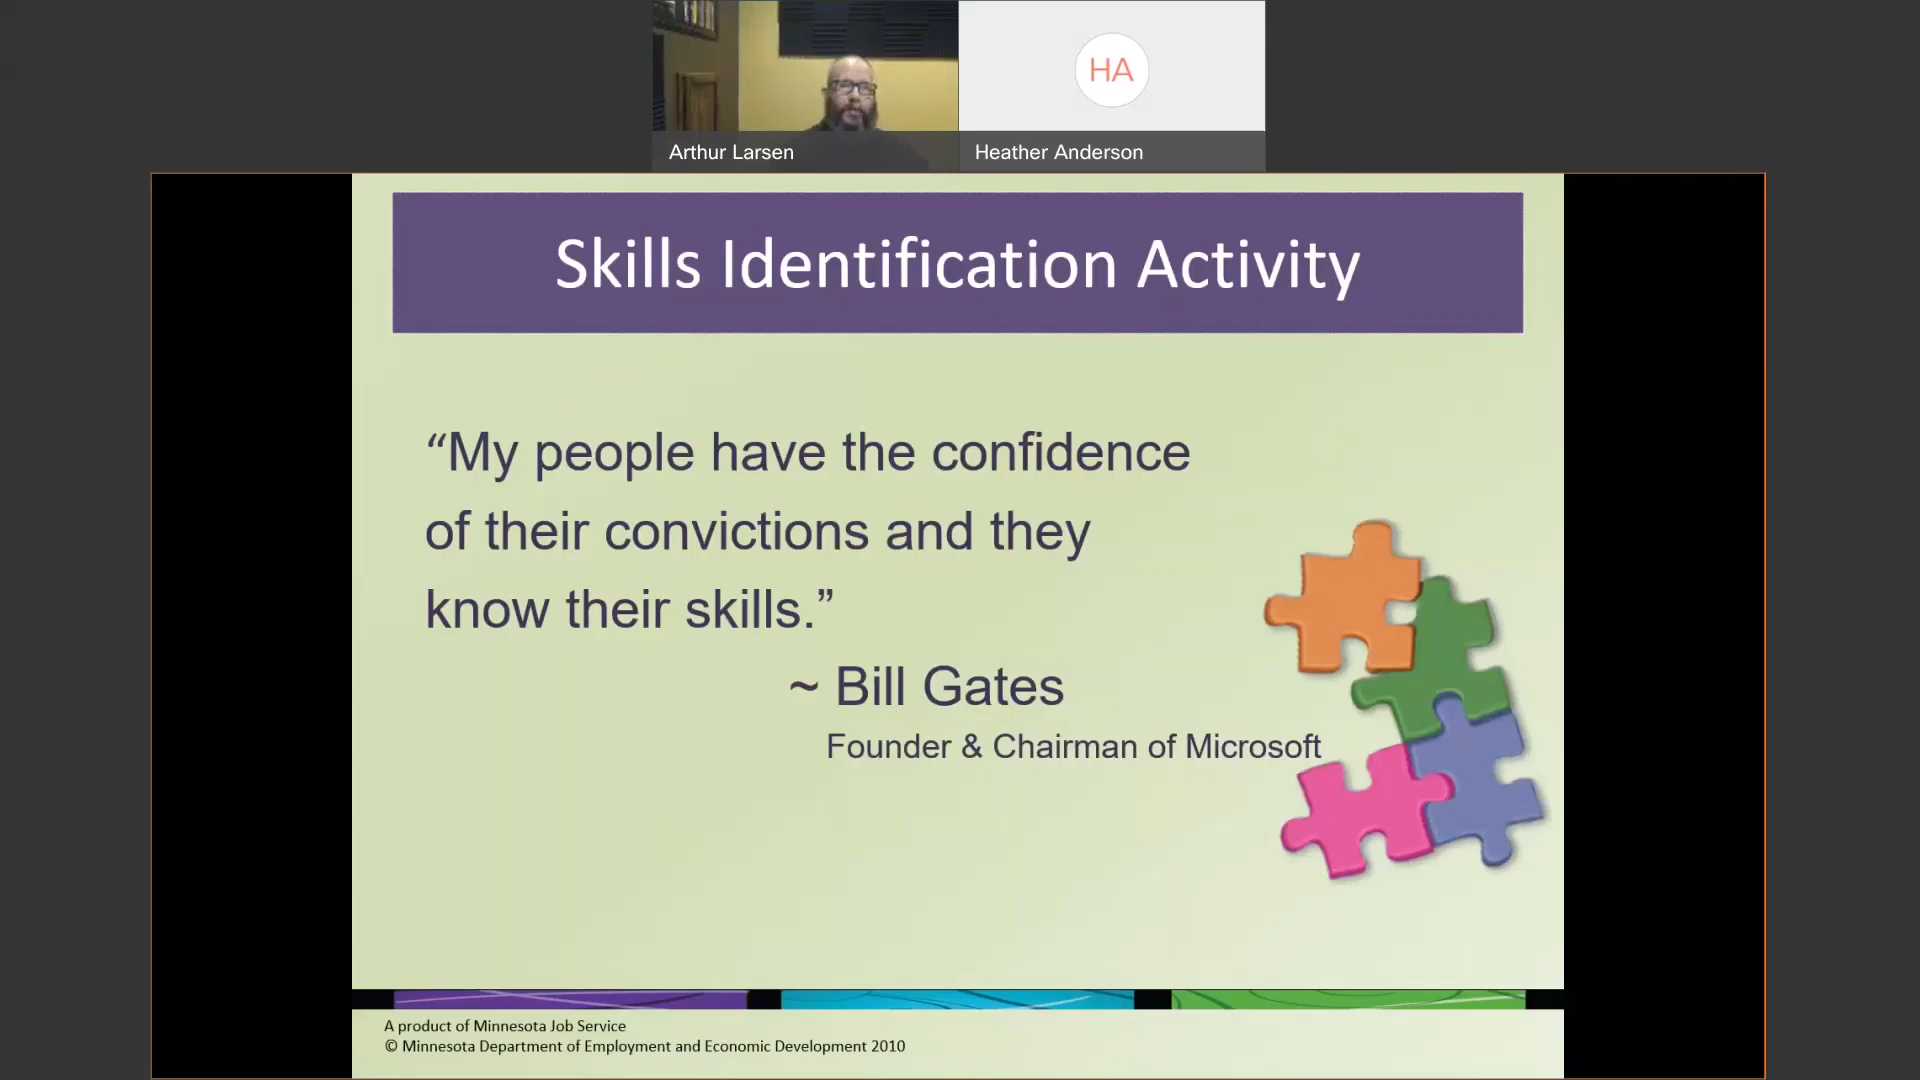 Arthur Larsen
HA
Heather Anderson
Skills Identification Activity
“My people have the confidence
of their convictions and they
know their skills.”
~ Bill Gates
Founder & Chairman of Microsoft
A product of Minnesota Job Service
© Minnesota Department of Employment and Economic Development 2010